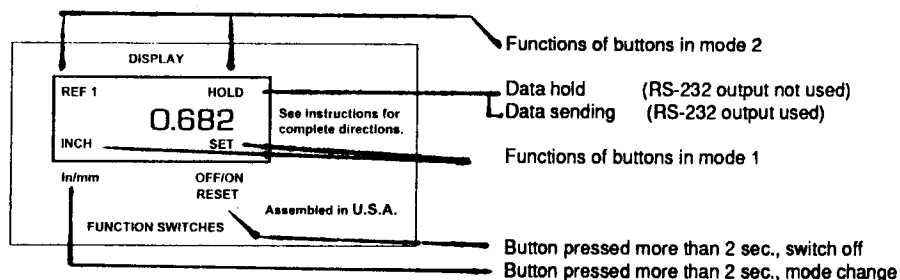 Functions of buttons in mode 2
DISPLAY
REF 1 HOLD
0.682
INCH SET
See instructions for
complete directions.
Data hold (RS-232 output not used)
Data sending (RS-232 output used)
Functions of buttons in mode 1
In/mm OFF/ON
RESET
Assembled in U.S.A.
FUNCTION SWITCHES
Button pressed more than 2 sec., switch off
Button pressed more than 2 sec., mode change